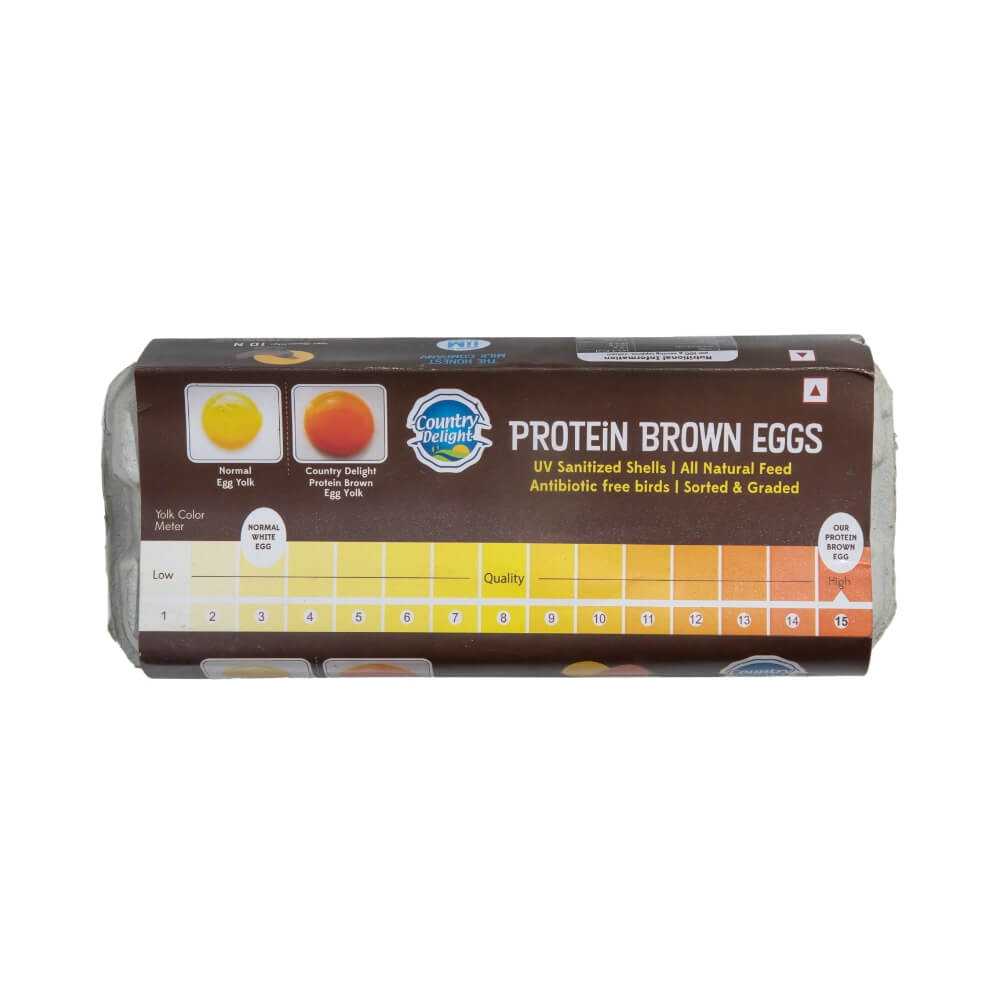 10 N
DM
THE HONEST
MILK COMPANY
Nutritional Information
Normal
Egg Yolk
Country Delight
Protein Brown
Egg Yolk
Country
Delight
PROTEiN BROWN EGGS
UV Sanitized Shells | All Natural Feed
Antibiotic free birds | Sorted & Graded
Yolk Color
Meter
NORMAL
WHITE
EGG
OUR
PROTEIN
BROWN
EGG
Low Quality High
1 2 3 4 5 6 7 8 9 10 11 12 13 14 15
Country